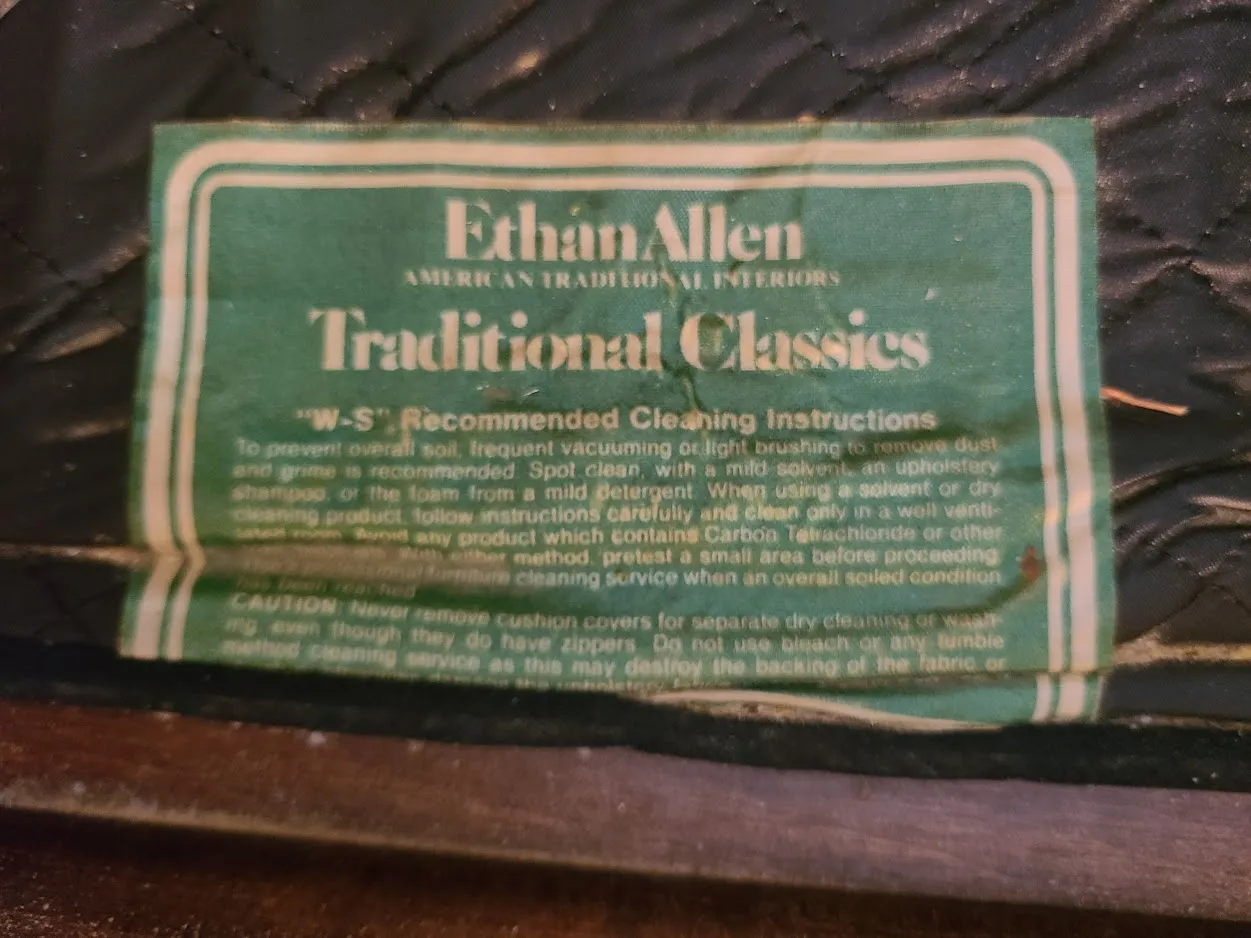 Ethan Allen
AMERICAN TRADITIONAL INTERIORS
Traditional Classics
"W-S" Recommended Cleaning Instructions
To prevent overall soil, frequent vacuuming or light brushing to remove dust
and grime is recommended. Spot clean, with a mild solvent, an upholstery
shampoo, or the foam from a mild detergent. When using a solvent or dry
cleaning product, follow instructions carefully and clean only in a well venti-
lated room. Avoid any product which contains Carbon Tetrachloride or other
method, pretest a small area before proceeding
furniture cleaning service when an overall soiled condition
has been reached
CAUTION: Never remove cushion covers for separate dry cleaning or wash-
ing, even though they do have zippers. Do not use bleach or any tumble
method cleaning service as this may destroy the backing of the fabric or